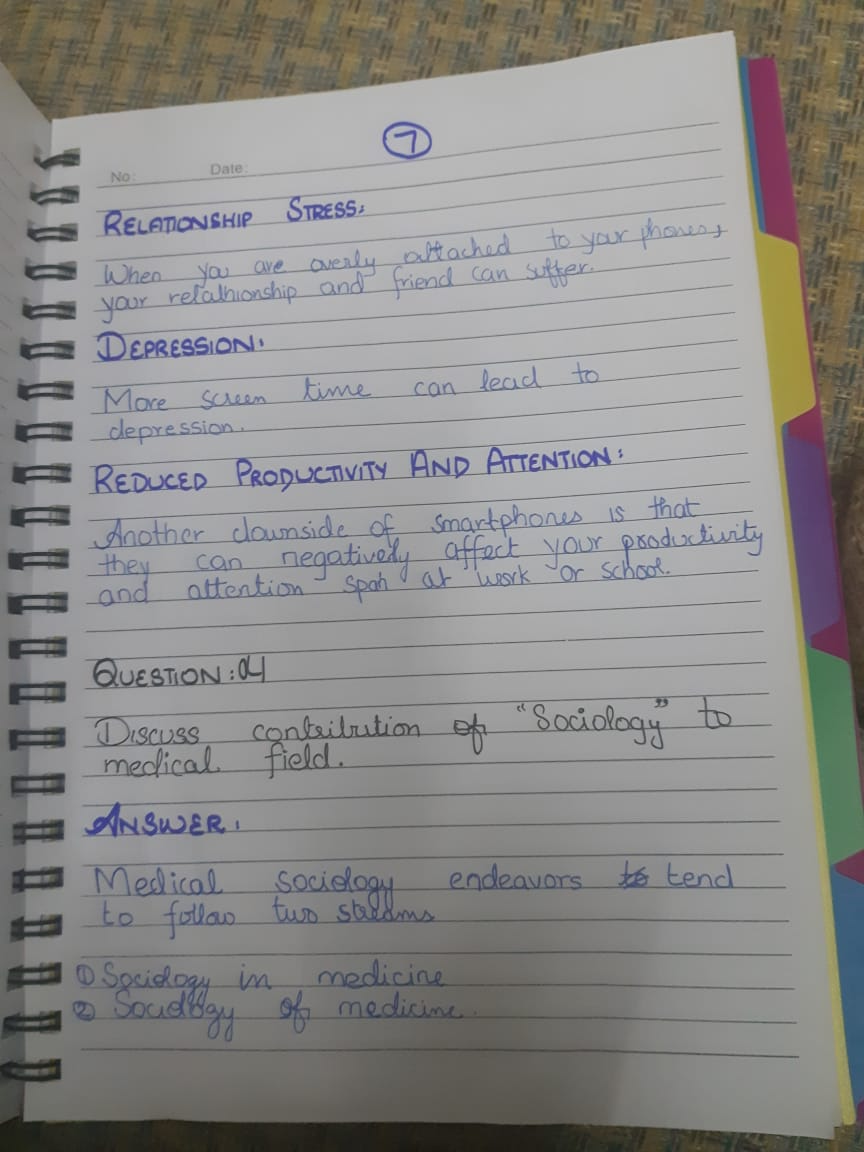 7
No: Date:
RELATIONSHIP STRESS:
When you are overly attached to your phones,
your relathionship and friend can suffer.
DEPRESSION.
More screen time can lead to
depression.
REDUCED PRODUCTIVITY AND ATTENTION:
Another downside of smartphones is that
they can negatively affect your productivity
and attention span at work or school.
QUESTION:04
DISCUSS contribution of "Sociology" to
medical field.
ANSWER.
Medical sociology endeavors tend
to follow two streams
① Sociology in medicine
② Sociology of medicine.